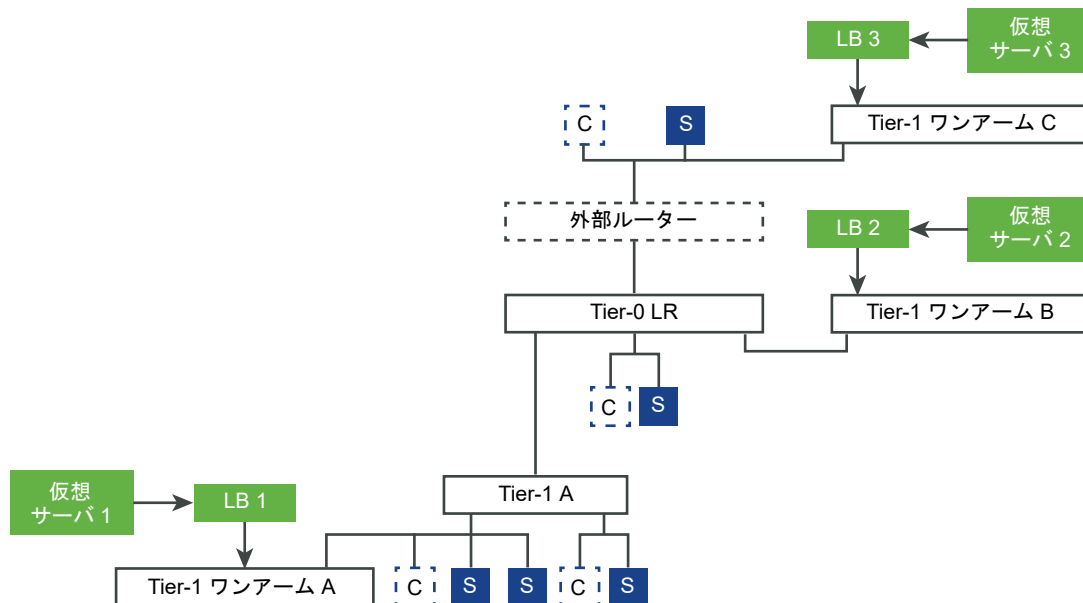 LB 3
仮想
サーバ 3
C
S
Tier-1 ワンアーム C
外部ルーター
LB 2
仮想
サーバ 2
Tier-0 LR
Tier-1 ワンアーム B
C
S
仮想
サーバ 1
LB 1
Tier-1 A
Tier-1 ワンアーム A
C
S
S
C
S